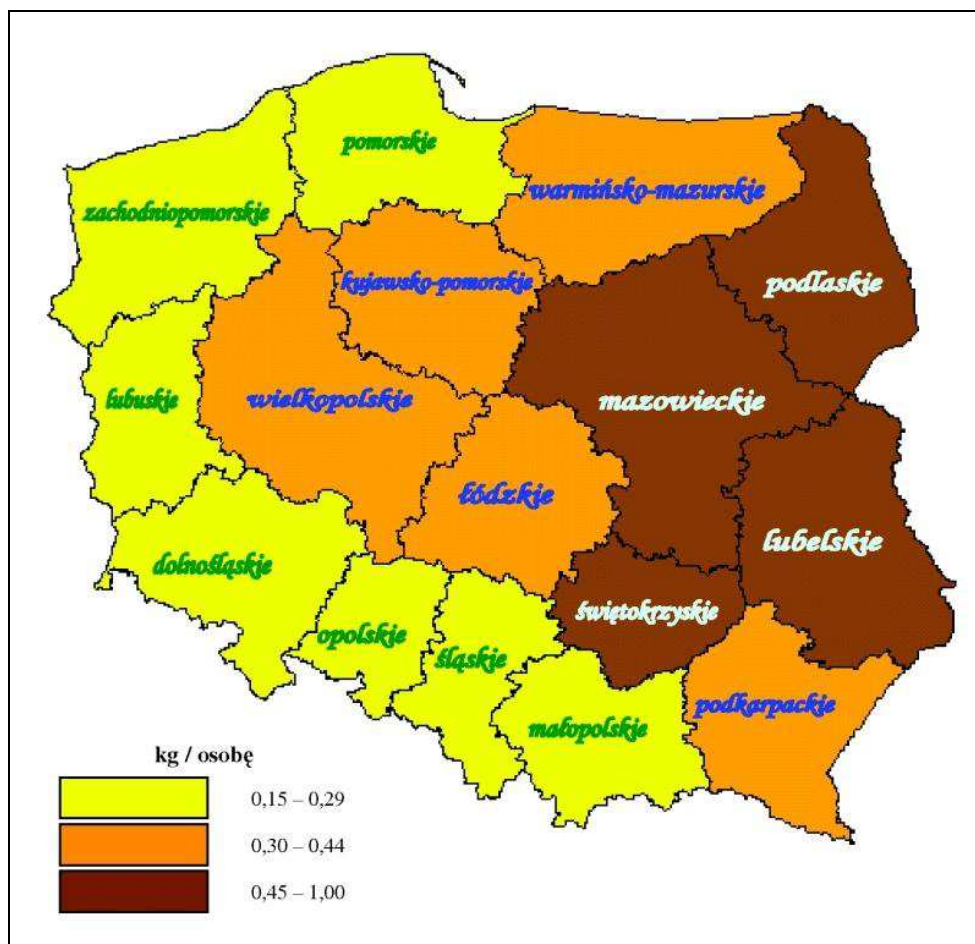 pomorskie
warmińsko-mazurskie
zachodniopomorskie
kujawsko-pomorskie
podlaskie
lubuskie
wielkopolskie
mazowieckie
łódzkie
lubelskie
dolnośląskie
świętokrzyskie
opolskie
śląskie
podkarpackie
małopolskie
kg / osobę
0,15 – 0,29
0,30 – 0,44
0,45 – 1,00